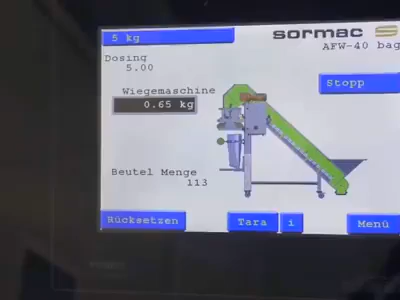 5 kg
sormac S
AFW-40 bag
Dosing
5.00
Stopp
Wiegemaschine
0.65 kg
Beutel Menge
113
Rücksetzen
Tara
i
Menü